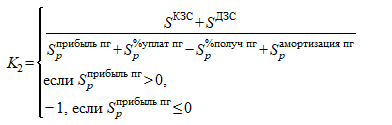 S^КЗС + S^ДЗС
S_p^прибыль пг + S_p^%уплат пг − S_p^%получ пг + S_p^амортизация пг
K₂=
если S_p^прибыль пг > 0,
−1, если S_p^прибыль пг ≤ 0